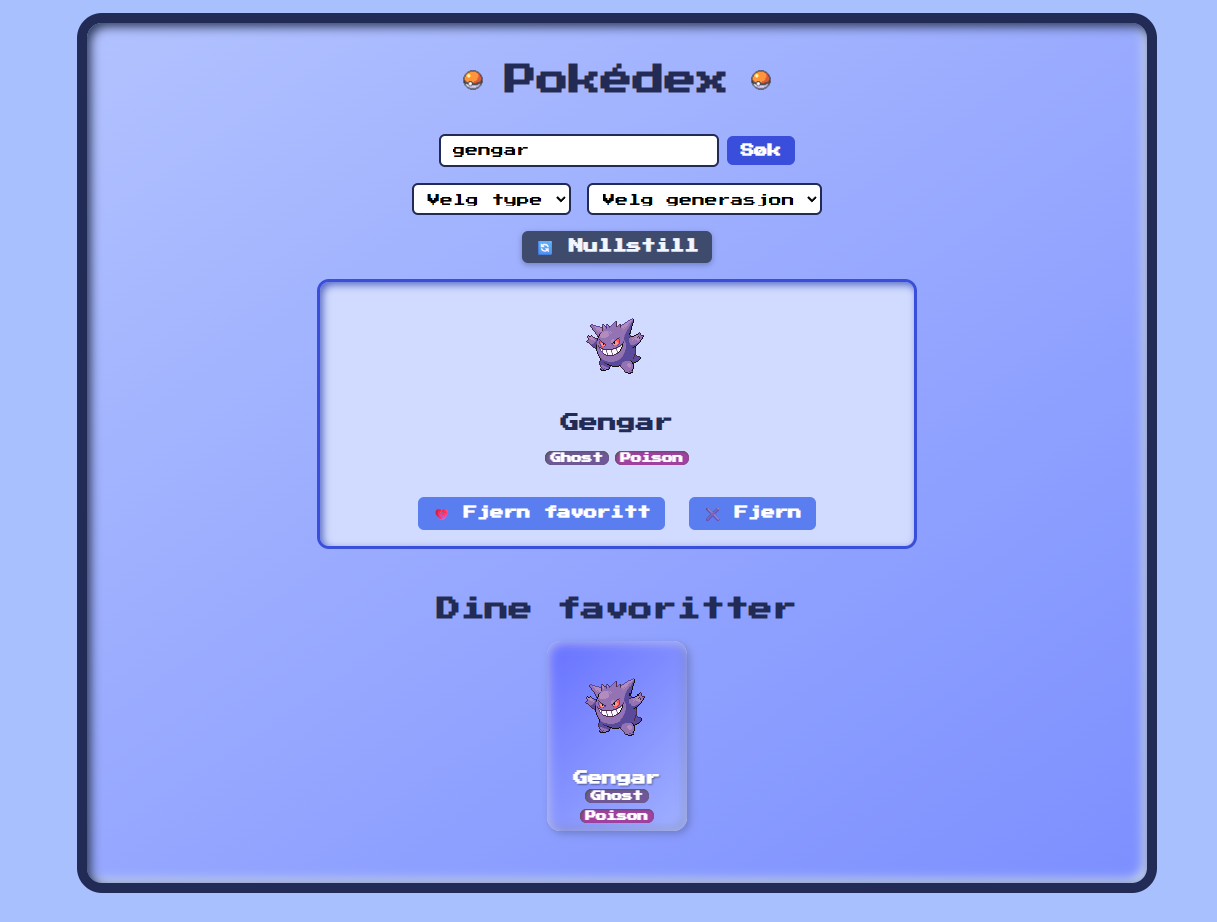 Pokédex
gengar
Søk
Velg type
Velg generasjon
Nullstill
Gengar
Ghost Poison
Fjern favoritt
Fjern
Dine favoritter
Gengar
Ghost
Poison